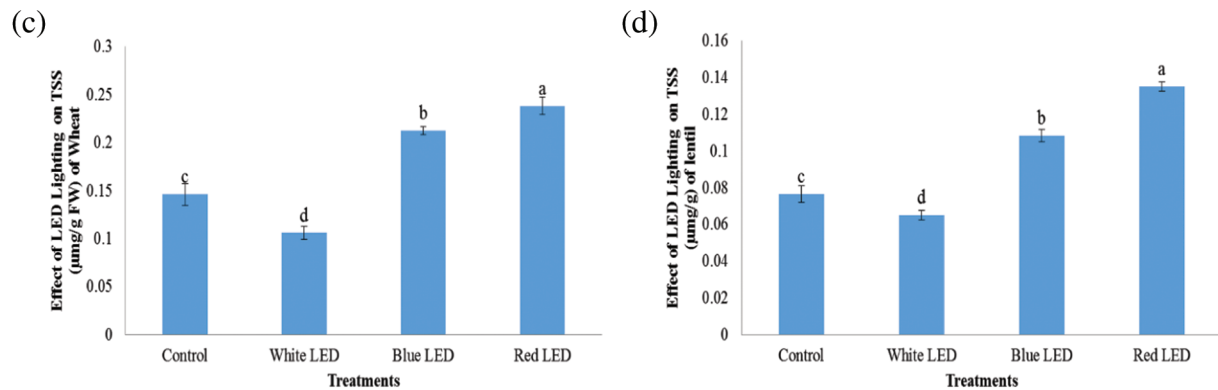 (c)
Effect of LED Lighting on TSS
(µmg/g FW) of Wheat
0.3
0.25
0.2
0.15
0.1
0.05
0
c
d
b
a
Control White LED Blue LED Red LED
Treatments
(d)
Effect of LED Lighting on TSS
(µmg/g) of lentil
0.16
0.14
0.12
0.1
0.08
0.06
0.04
0.02
0
c
d
b
a
Control White LED Blue LED Red LED
Treatments